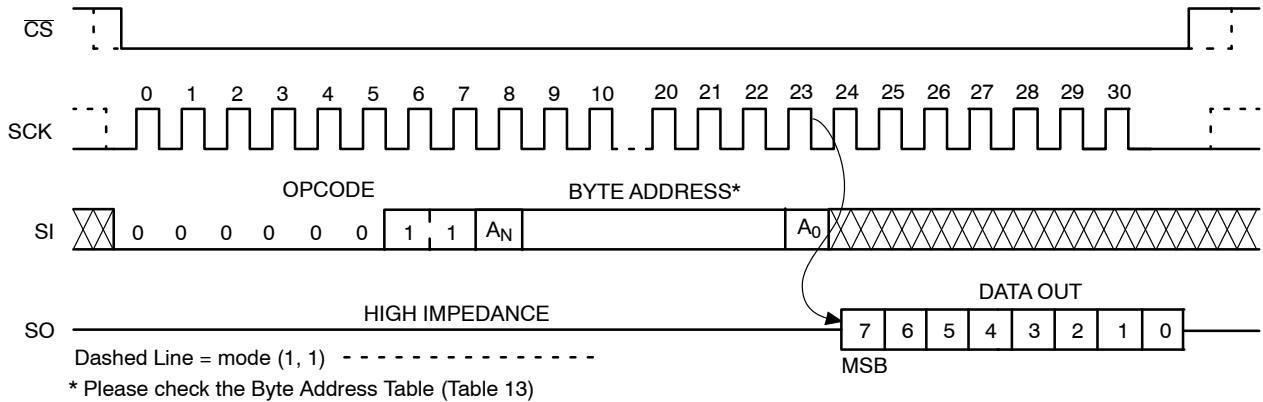 CS
0 1 2 3 4 5 6 7 8 9 10 20 21 22 23 24 25 26 27 28 29 30
SCK
OPCODE BYTE ADDRESS*
SI 0 0 0 0 0 0 1 1 AN A0
DATA OUT
HIGH IMPEDANCE
SO 7 6 5 4 3 2 1 0
Dashed Line = mode (1, 1)
MSB
* Please check the Byte Address Table (Table 13)